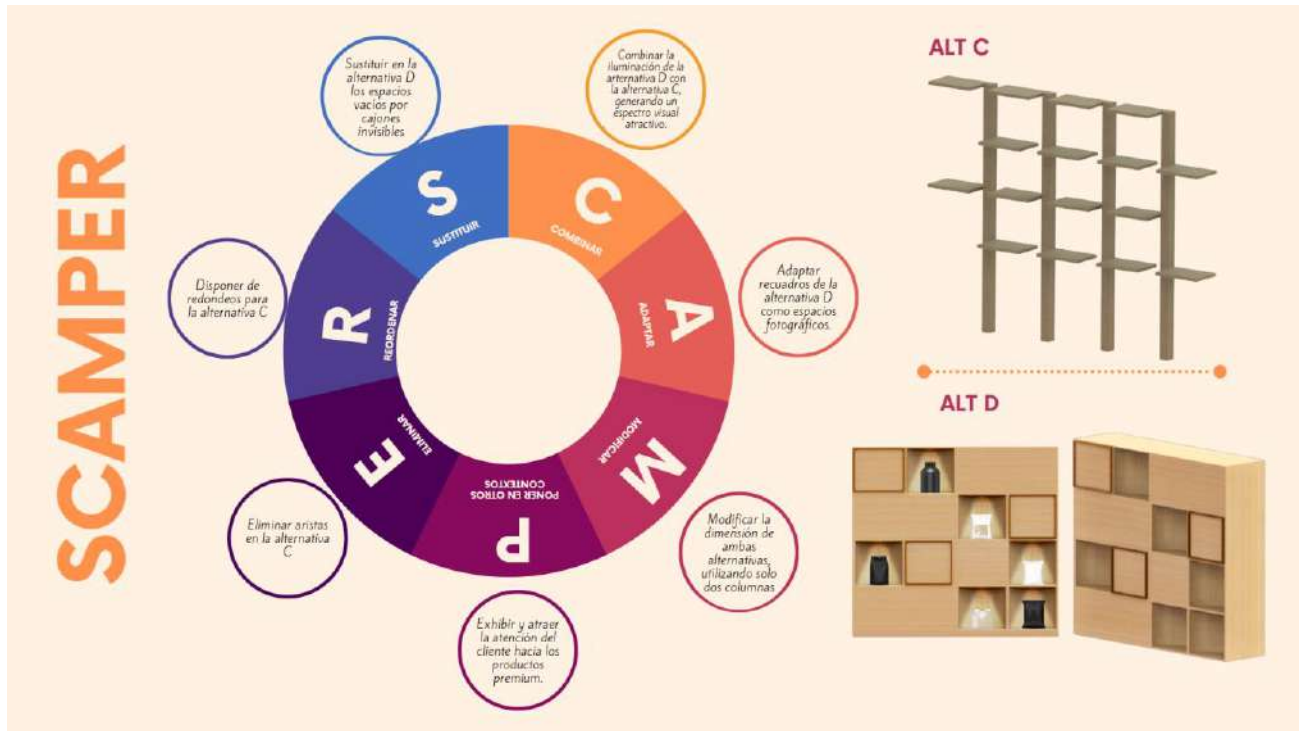 SCAMPER
Sustituir en la
alternativa D
los espacios
vacíos por
cajones
invisibles
Combinar la
iluminación de la
arternativa D con
la alternativa C,
generando un
espectro visual
atractivo.
S
SUSTITUIR
C
COMBINAR
A
ADAPTAR
Adaptar
recuadros de la
alternativa D
como espacios
fotográficos.
M
MODIFICAR
Modificar la
dimensión de
ambas
alternativas,
utilizando solo
dos columnas
P
PONER EN OTROS
CONTEXTOS
Exhibir y atraer
la atención del
cliente hacia los
productos
premium.
E
ELIMINAR
Eliminar aristas
en la alternativa
C
R
REORDENAR
Disponer de
redondeos para
la alternativa C
ALT C
ALT D